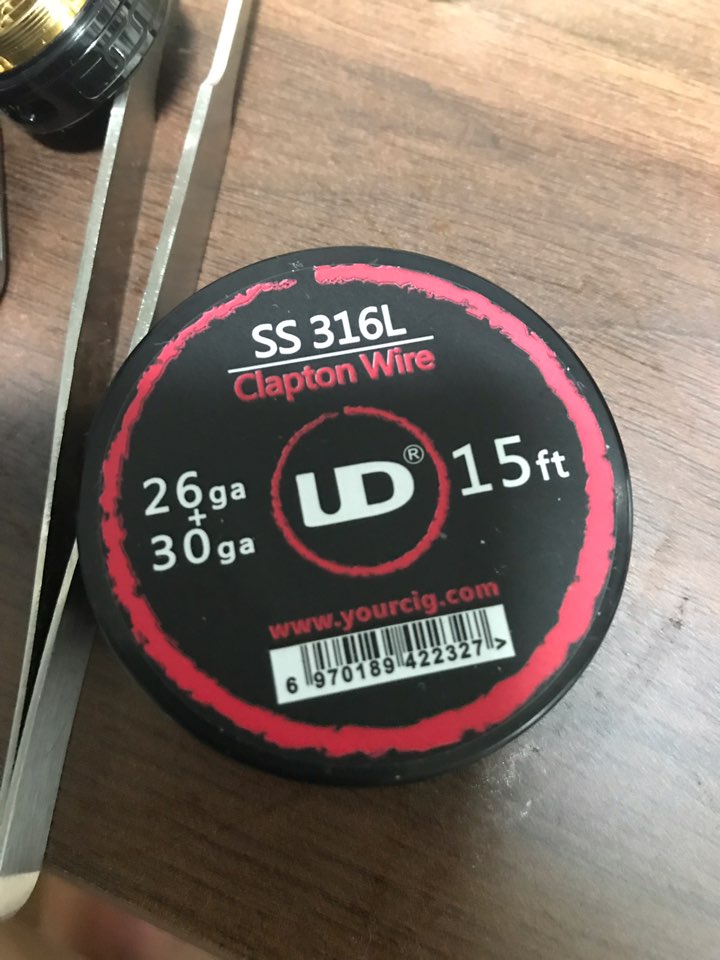 SS 316L
Clapton Wire
26ga
+
30ga
UD®
15ft
www.yourcig.com
6 970189 422327 >